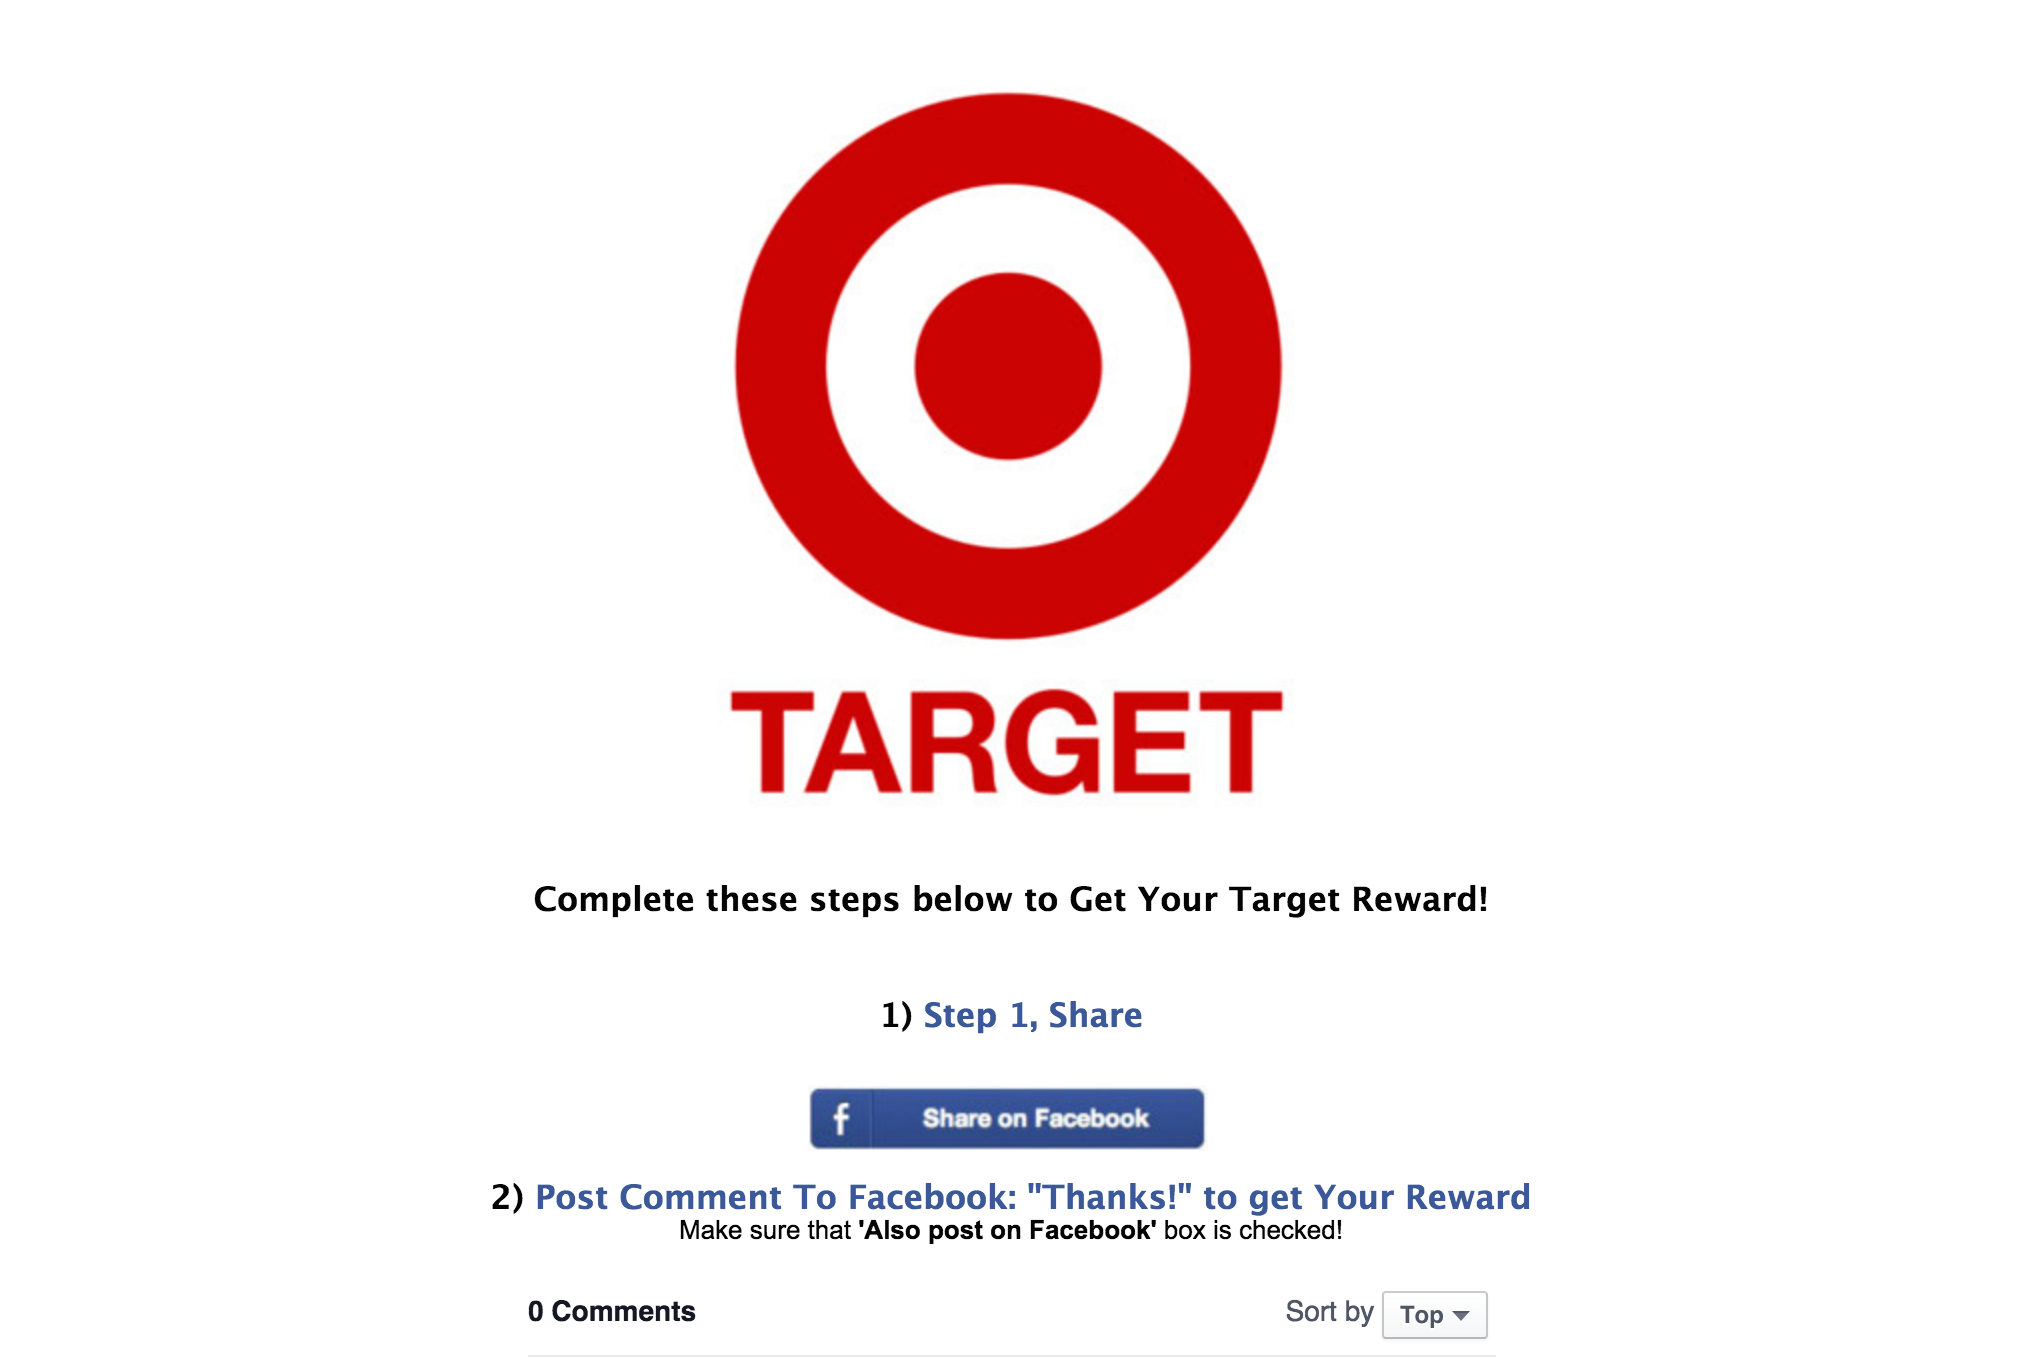 TARGET
Complete these steps below to Get Your Target Reward!
1) Step 1, Share
f Share on Facebook
2) Post Comment To Facebook: "Thanks!" to get Your Reward
Make sure that 'Also post on Facebook' box is checked!
0 Comments Sort by Top